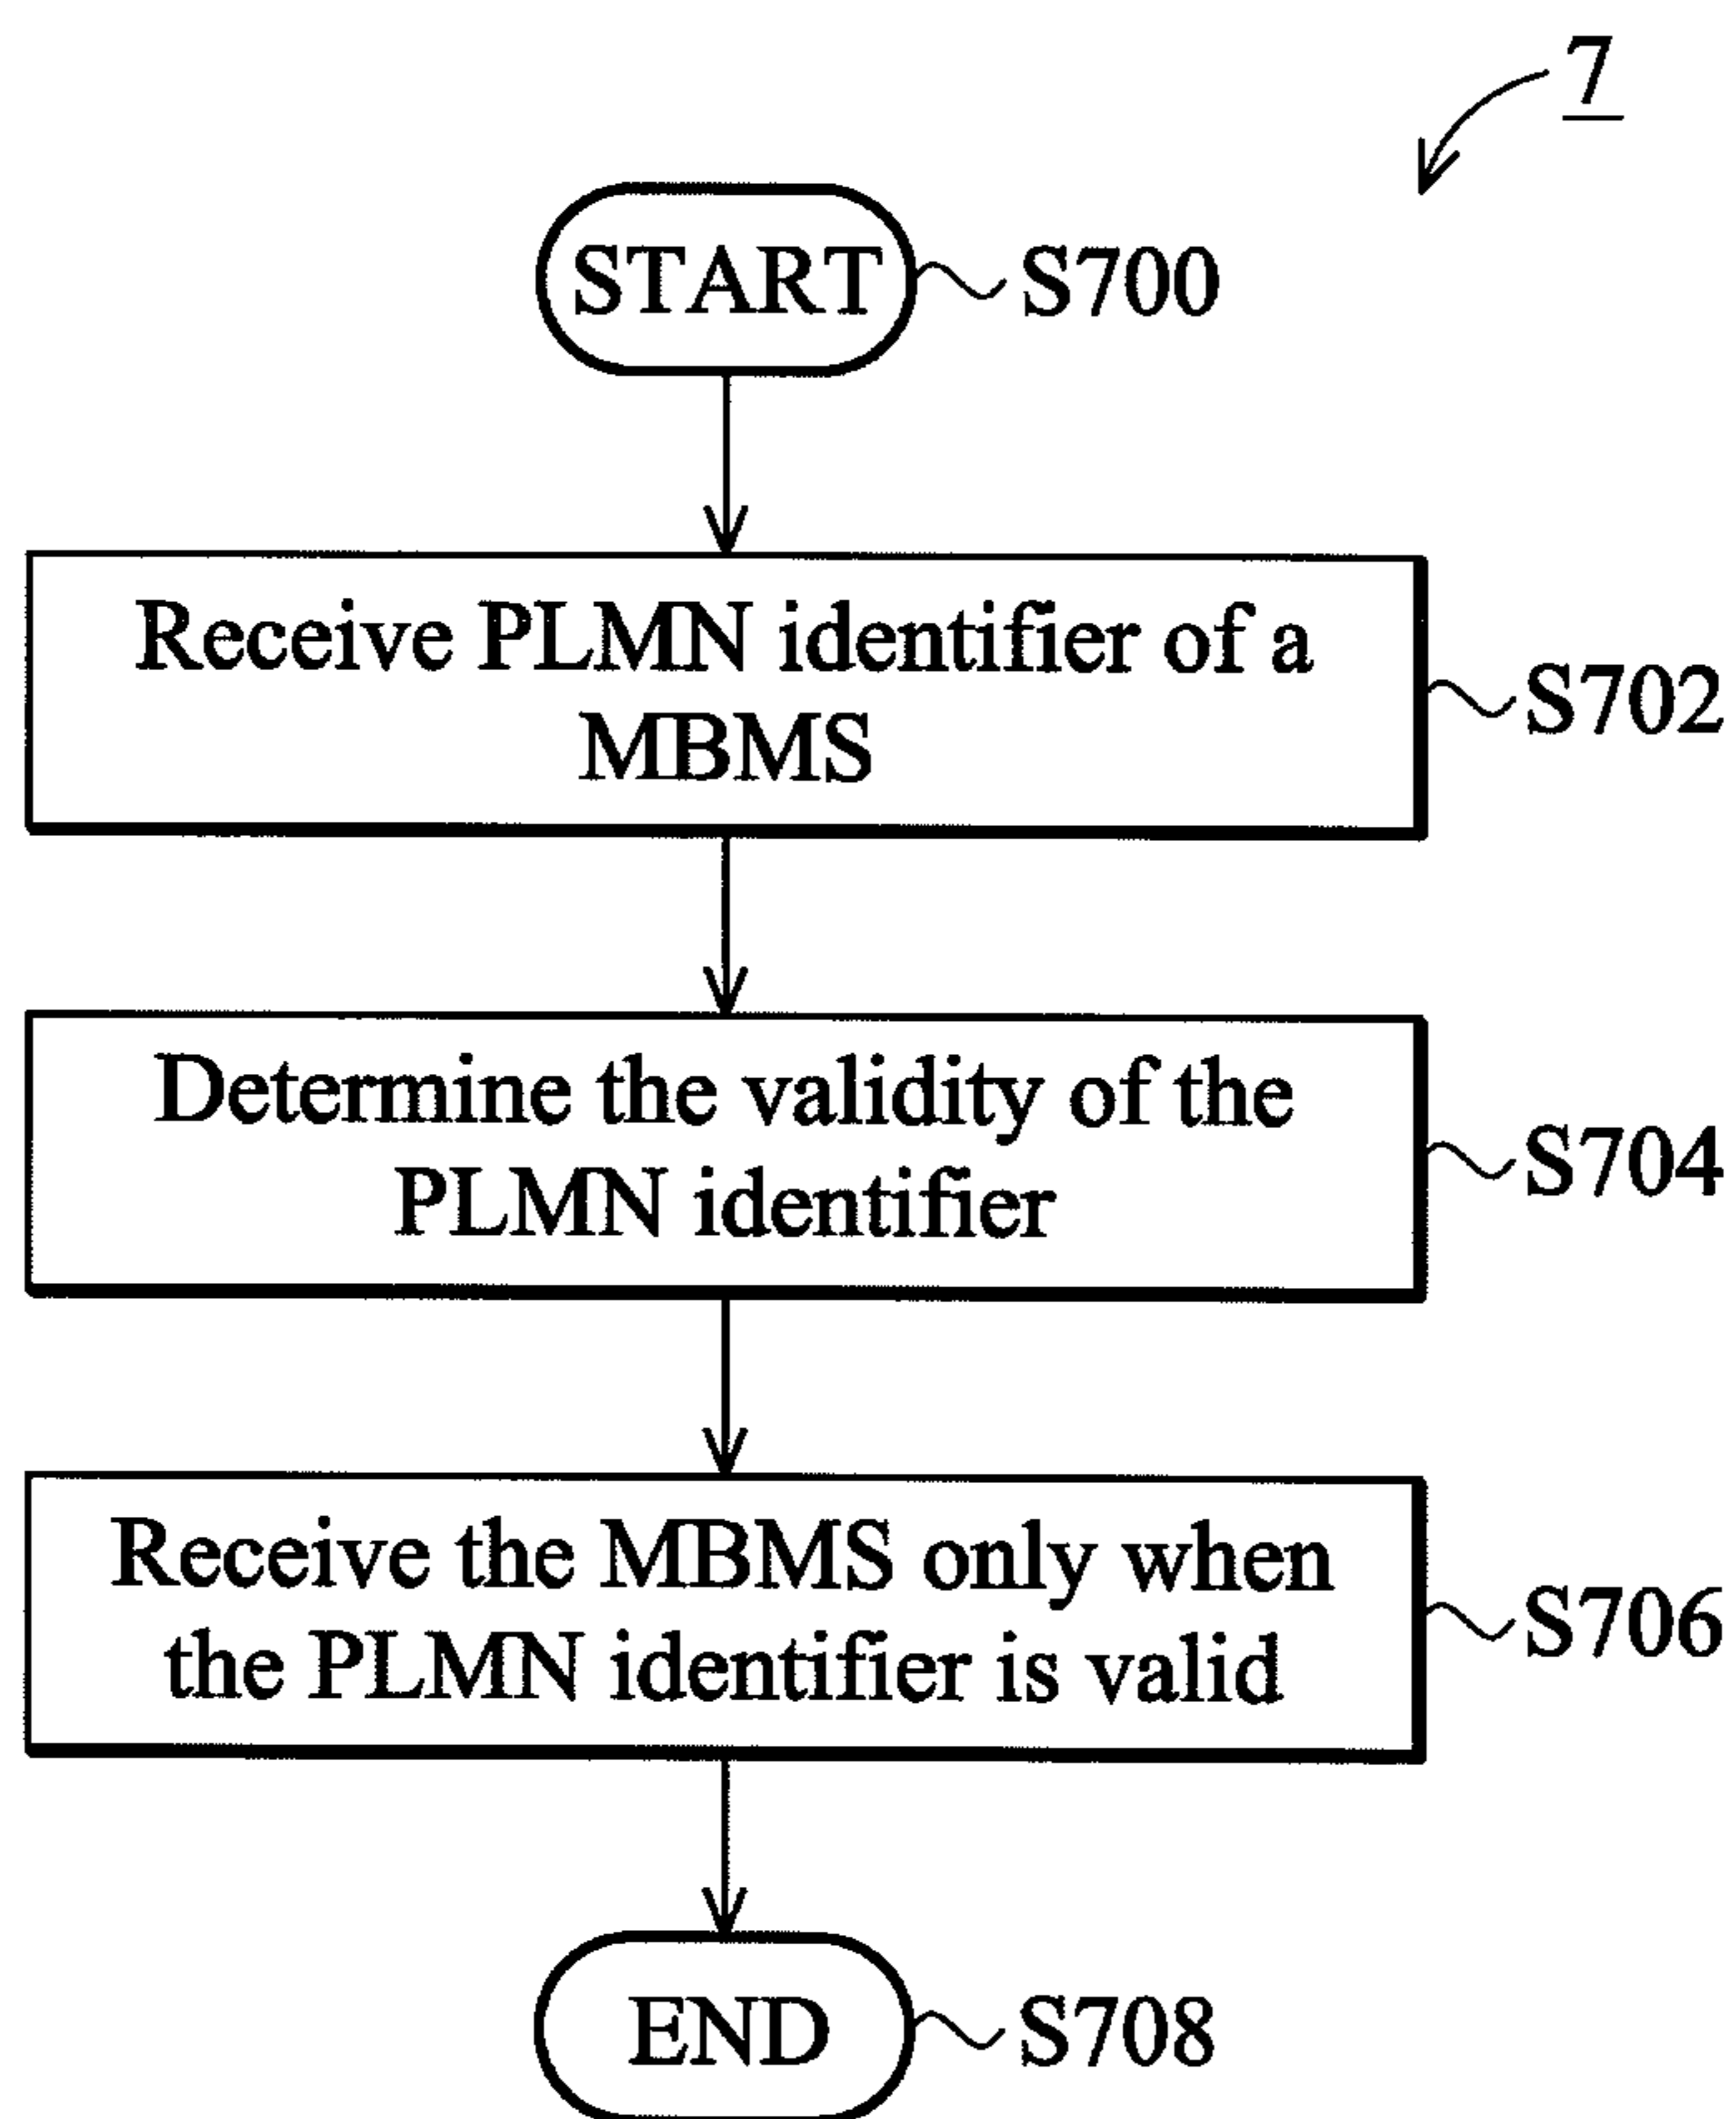 7
START
S700
Receive PLMN identifier of a
MBMS
S702
Determine the validity of the
PLMN identifier
S704
Receive the MBMS only when
the PLMN identifier is valid
S706
END
S708